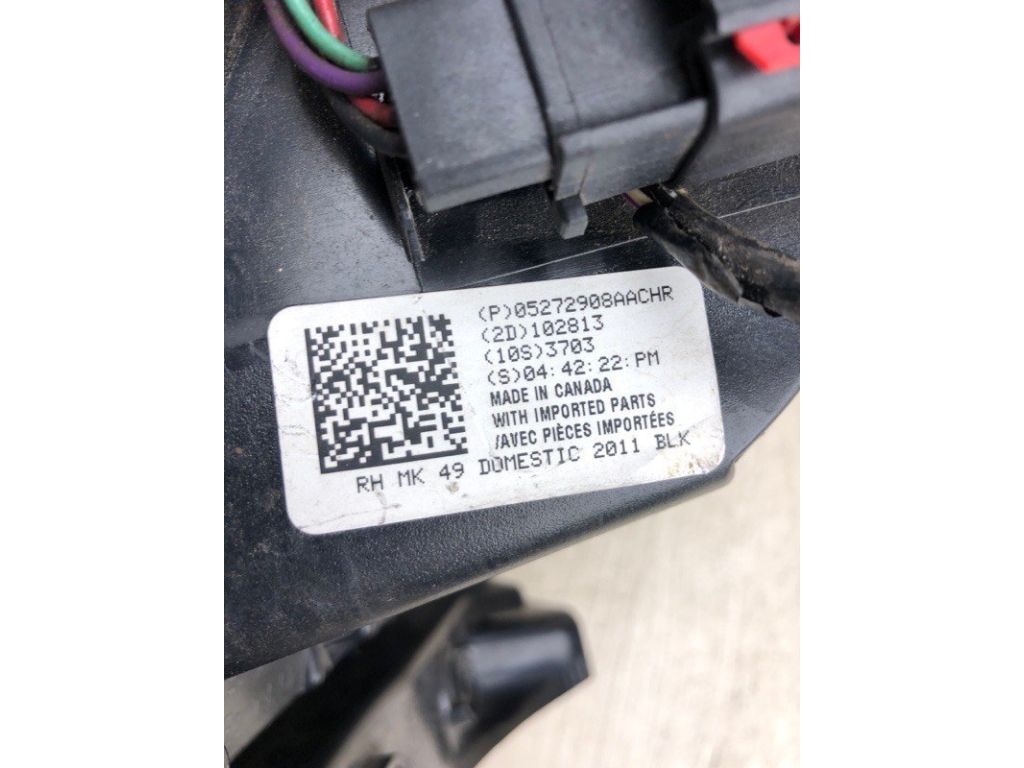 (P)05272908AACHR
(2D)102813
(10S)3703
(S)04:42:22:PM
MADE IN CANADA
WITH IMPORTED PARTS
/AVEC PIÈCES IMPORTÉES
RH MK 49 DOMESTIC 2011 BLK